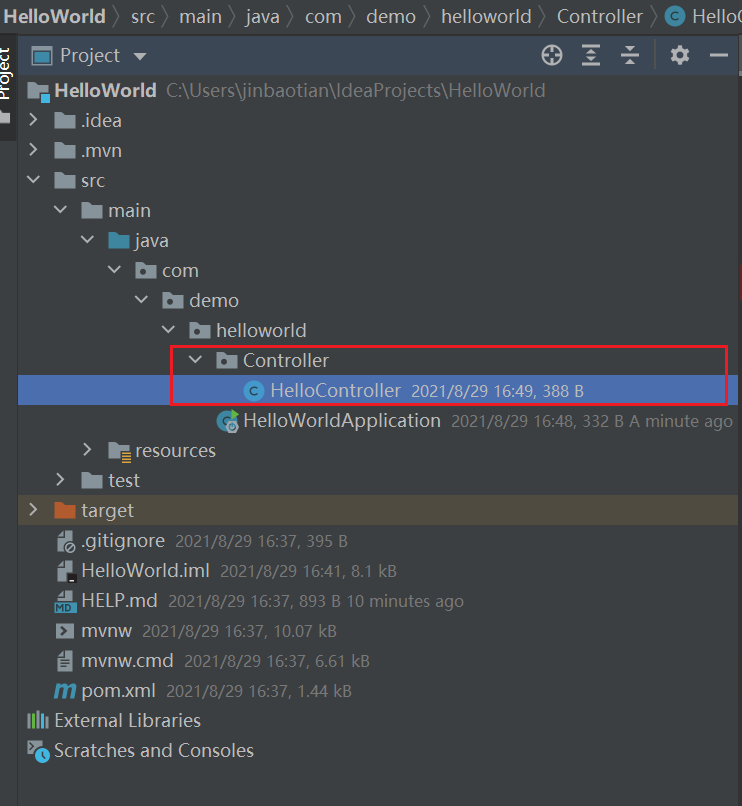 HelloWorld src main java com demo helloworld Controller C
Project
Project
HelloWorld C:\Users\jinbaotian\IdeaProjects\HelloWorld
.idea
.mvn
src
main
java
com
demo
helloworld
Controller
C HelloController 2021/8/29 16:49, 388 B
HelloWorldApplication 2021/8/29 16:48, 332 B A minute ago
resources
test
target
.gitignore 2021/8/29 16:37, 395 B
HelloWorld.iml 2021/8/29 16:41, 8.1 kB
MD HELP.md 2021/8/29 16:37, 893 B 10 minutes ago
mvnw 2021/8/29 16:37, 10.07 kB
mvnw.cmd 2021/8/29 16:37, 6.61 kB
m pom.xml 2021/8/29 16:37, 1.44 kB
External Libraries
Scratches and Consoles